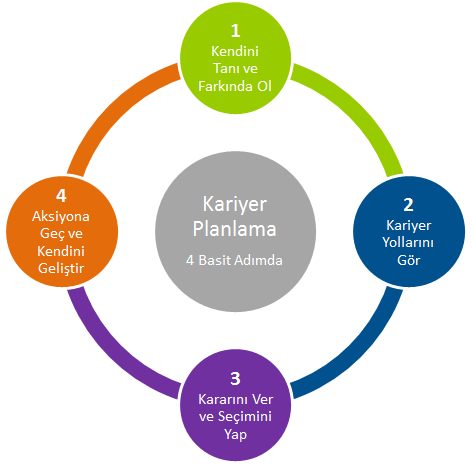 1
Kendini
Tanı ve
Farkında Ol
2
Kariyer
Yollarını
Gör
3
Kararını Ver
ve Seçimini
Yap
4
Aksiyona
Geç ve
Kendini
Geliştir
Kariyer
Planlama
4 Basit Adımda